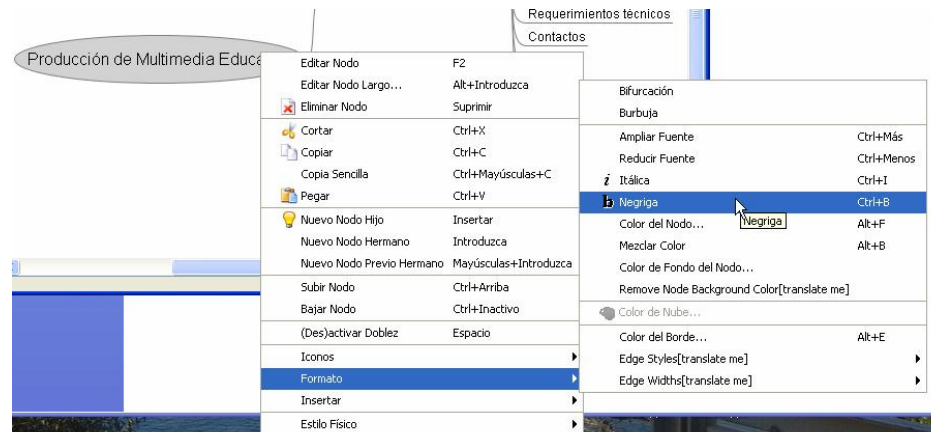 Requerimientos técnicos
Contactos
Producción de Multimedia Educa
Editar Nodo F2
Editar Nodo Largo... Alt+Introduzca
Eliminar Nodo Suprimir
Cortar Ctrl+X
Copiar Ctrl+C
Copia Sencilla Ctrl+Mayúsculas+C
Pegar Ctrl+V
Nuevo Nodo Hijo Insertar
Nuevo Nodo Hermano Introduzca
Nuevo Nodo Previo Hermano Mayúsculas+Introduzca
Subir Nodo Ctrl+Arriba
Bajar Nodo Ctrl+Inactivo
(Des)activar Doblez Espacio
Iconos
Formato
Insertar
Estilo Físico
Bifurcación
Burbuja
Ampliar Fuente Ctrl+Más
Reducir Fuente Ctrl+Menos
i Itálica Ctrl+I
b Negriga Ctrl+B
Negriga
Color del Nodo... Alt+F
Mezclar Color Alt+B
Color de Fondo del Nodo...
Remove Node Background Color[translate me]
Color de Nube...
Color del Borde... Alt+E
Edge Styles[translate me]
Edge Widths[translate me]